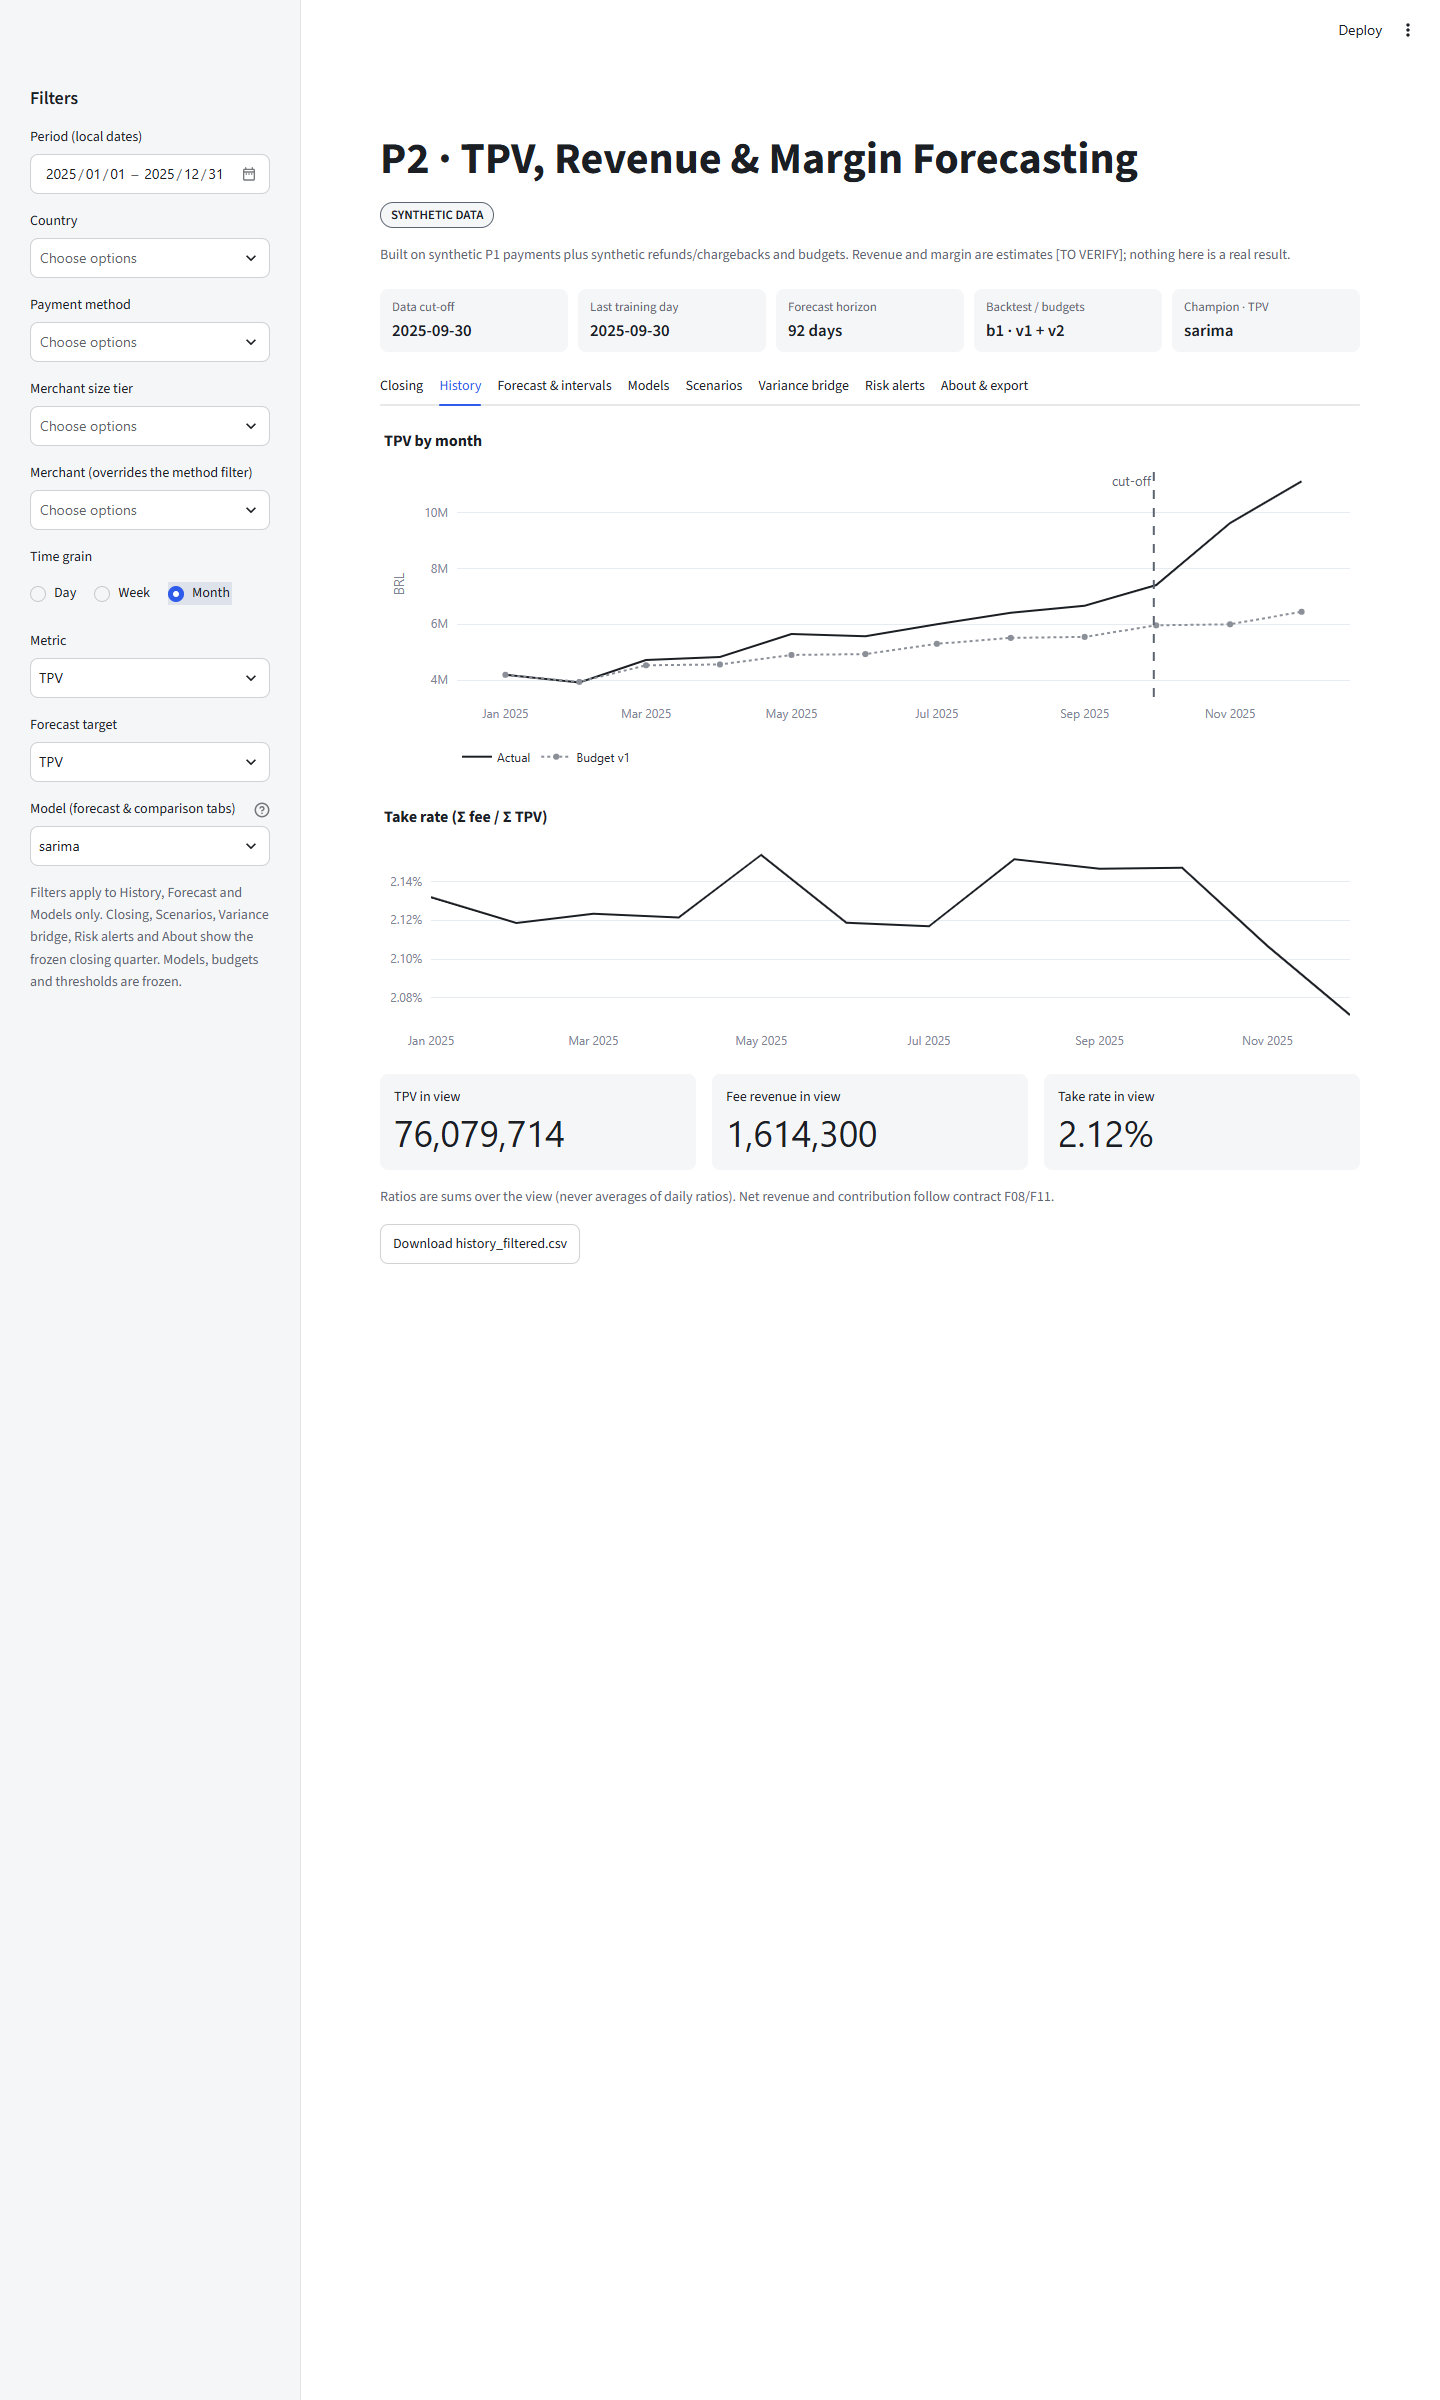 Deploy
Filters
Period (local dates)
2025/01/01 – 2025/12/31
Country
Choose options
Payment method
Choose options
Merchant size tier
Choose options
Merchant (overrides the method filter)
Choose options
Time grain
Day Week Month
Metric
TPV
Forecast target
TPV
Model (forecast & comparison tabs)
sarima
Filters apply to History, Forecast and
Models only. Closing, Scenarios, Variance
bridge, Risk alerts and About show the
frozen closing quarter. Models, budgets
and thresholds are frozen.
P2 · TPV, Revenue & Margin Forecasting
SYNTHETIC DATA
Built on synthetic P1 payments plus synthetic refunds/chargebacks and budgets. Revenue and margin are estimates [TO VERIFY]; nothing here is a real result.
Data cut-off
2025-09-30
Last training day
2025-09-30
Forecast horizon
92 days
Backtest / budgets
b1 · v1 + v2
Champion · TPV
sarima
Closing History Forecast & intervals Models Scenarios Variance bridge Risk alerts About & export
TPV by month
cut-off
10M
8M
6M
4M
BRL
Jan 2025 Mar 2025 May 2025 Jul 2025 Sep 2025 Nov 2025
Actual Budget v1
Take rate (Σ fee / Σ TPV)
2.14%
2.12%
2.10%
2.08%
Jan 2025 Mar 2025 May 2025 Jul 2025 Sep 2025 Nov 2025
TPV in view
76,079,714
Fee revenue in view
1,614,300
Take rate in view
2.12%
Ratios are sums over the view (never averages of daily ratios). Net revenue and contribution follow contract F08/F11.
Download history_filtered.csv